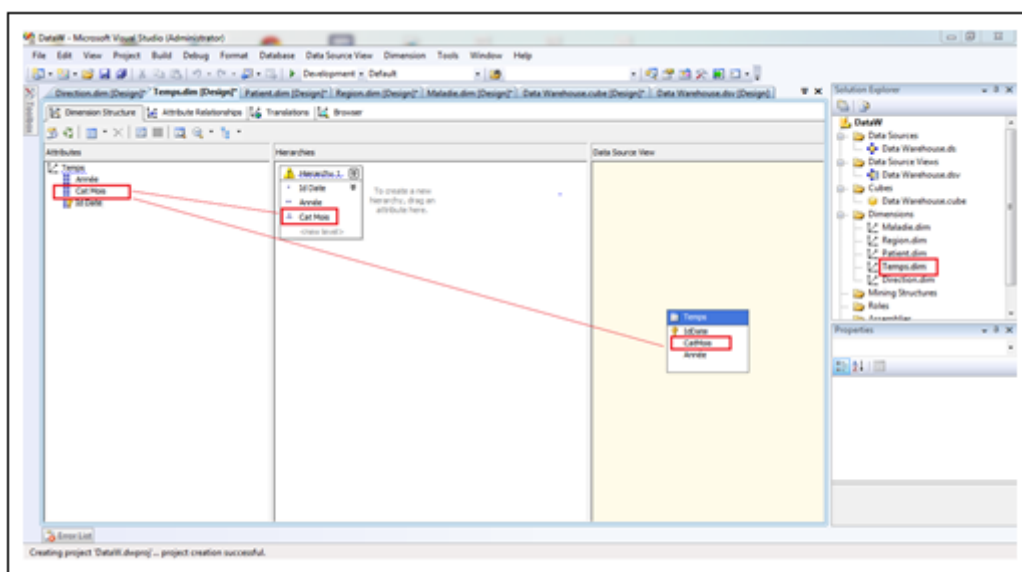 DataW - Microsoft Visual Studio (Administrator)
File Edit View Project Build Debug Format Database Data Source View Dimension Tools Window Help
Development Default
Direction.dim [Design]* Temps.dim [Design]* Patient.dim [Design]* Region.dim [Design]* Maladie.dim [Design]* Data Warehouse.cube [Design]* Data Warehouse.dsv [Design]
Toolbox
Dimension Structure Attribute Relationships Translations Browser
Attributes
Temps
Année
Cat Mois
Id Date
Hierarchies
Id Date
Année
Cat Mois
<new level>
To create a new
hierarchy, drag an
attribute here.
Data Source View
Temps
IdDate
CatMois
Année
Solution Explorer
DataW
Data Sources
Data Warehouse.ds
Data Source Views
Data Warehouse.dsv
Cubes
Data Warehouse.cube
Dimensions
Maladie.dim
Region.dim
Patient.dim
Temps.dim
Direction.dim
Mining Structures
Roles
Assemblies
Properties
Error List
Creating project 'DataW.dwproj'... project creation successful.